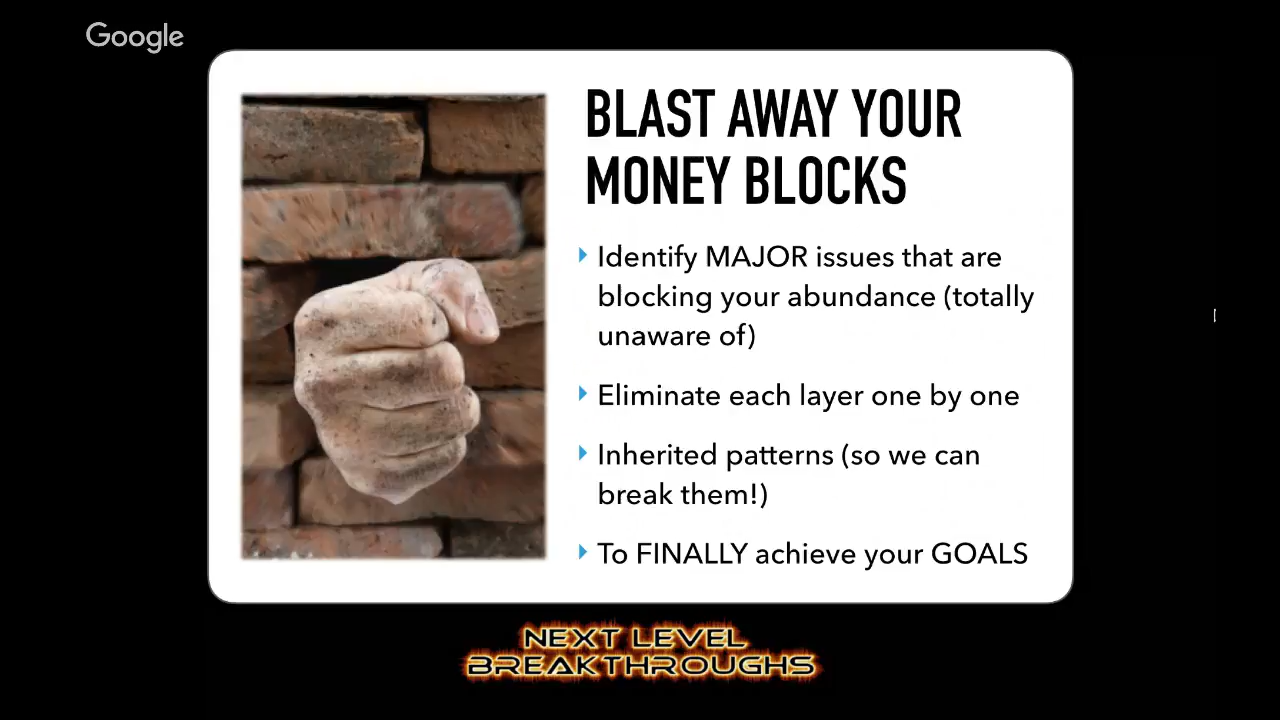 Google
BLAST AWAY YOUR
MONEY BLOCKS
Identify MAJOR issues that are
blocking your abundance (totally
unaware of)
Eliminate each layer one by one
Inherited patterns (so we can
break them!)
To FINALLY achieve your GOALS
NEXT LEVEL
BREAKTHROUGHS